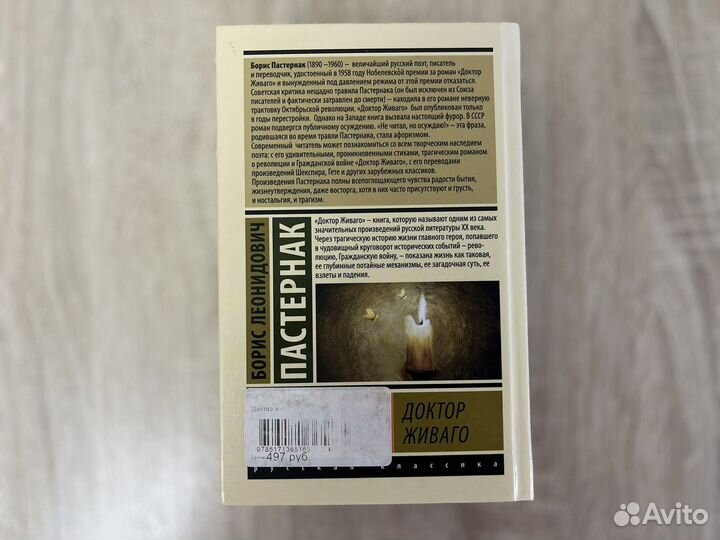 Борис Пастернак (1890 –1960) – величайший русский поэт, писатель
и переводчик, удостоенный в 1958 году Нобелевской премии за роман «Доктор
Живаго» и вынужденный под давлением режима от этой премии отказаться.
Советская критика нещадно травила Пастернака (он был исключен из Союза
писателей и фактически затравлен до смерти) – находила в его романе неверную
трактовку Октябрьской революции. «Доктор Живаго» был опубликован только
в годы перестройки. Однако на Западе книга вызвала настоящий фурор. В СССР
роман подвергся публичному осуждению. «Не читал, но осуждаю!» – эта фраза,
родившаяся во время травли Пастернака, стала афоризмом.
Современный читатель может познакомиться со всем творческим наследием
поэта: с его удивительными, проникновенными стихами, трагическим романом
о революции и Гражданской войне «Доктор Живаго», с его переводами
произведений Шекспира, Гете и других зарубежных классиков.
Произведения Пастернака полны всепоглощающего чувства радости бытия,
жизнеутверждения, даже восторга, хотя в них часто присутствуют и грусть,
и ностальгия, и трагизм.
БОРИС ЛЕОНИДОВИЧ
ПАСТЕРНАК
«Доктор Живаго» – книга, которую называют одним из самых
значительных произведений русской литературы XX века.
Через трагическую историю жизни главного героя, попавшего
в чудовищный круговорот исторических событий – рево-
люцию, Гражданскую войну, – показана жизнь как таковая,
ее глубинные потайные механизмы, ее загадочная суть, ее
взлеты и падения.
ДОКТОР
ЖИВАГО
9785171365165
497 руб.
русская классика
Avito